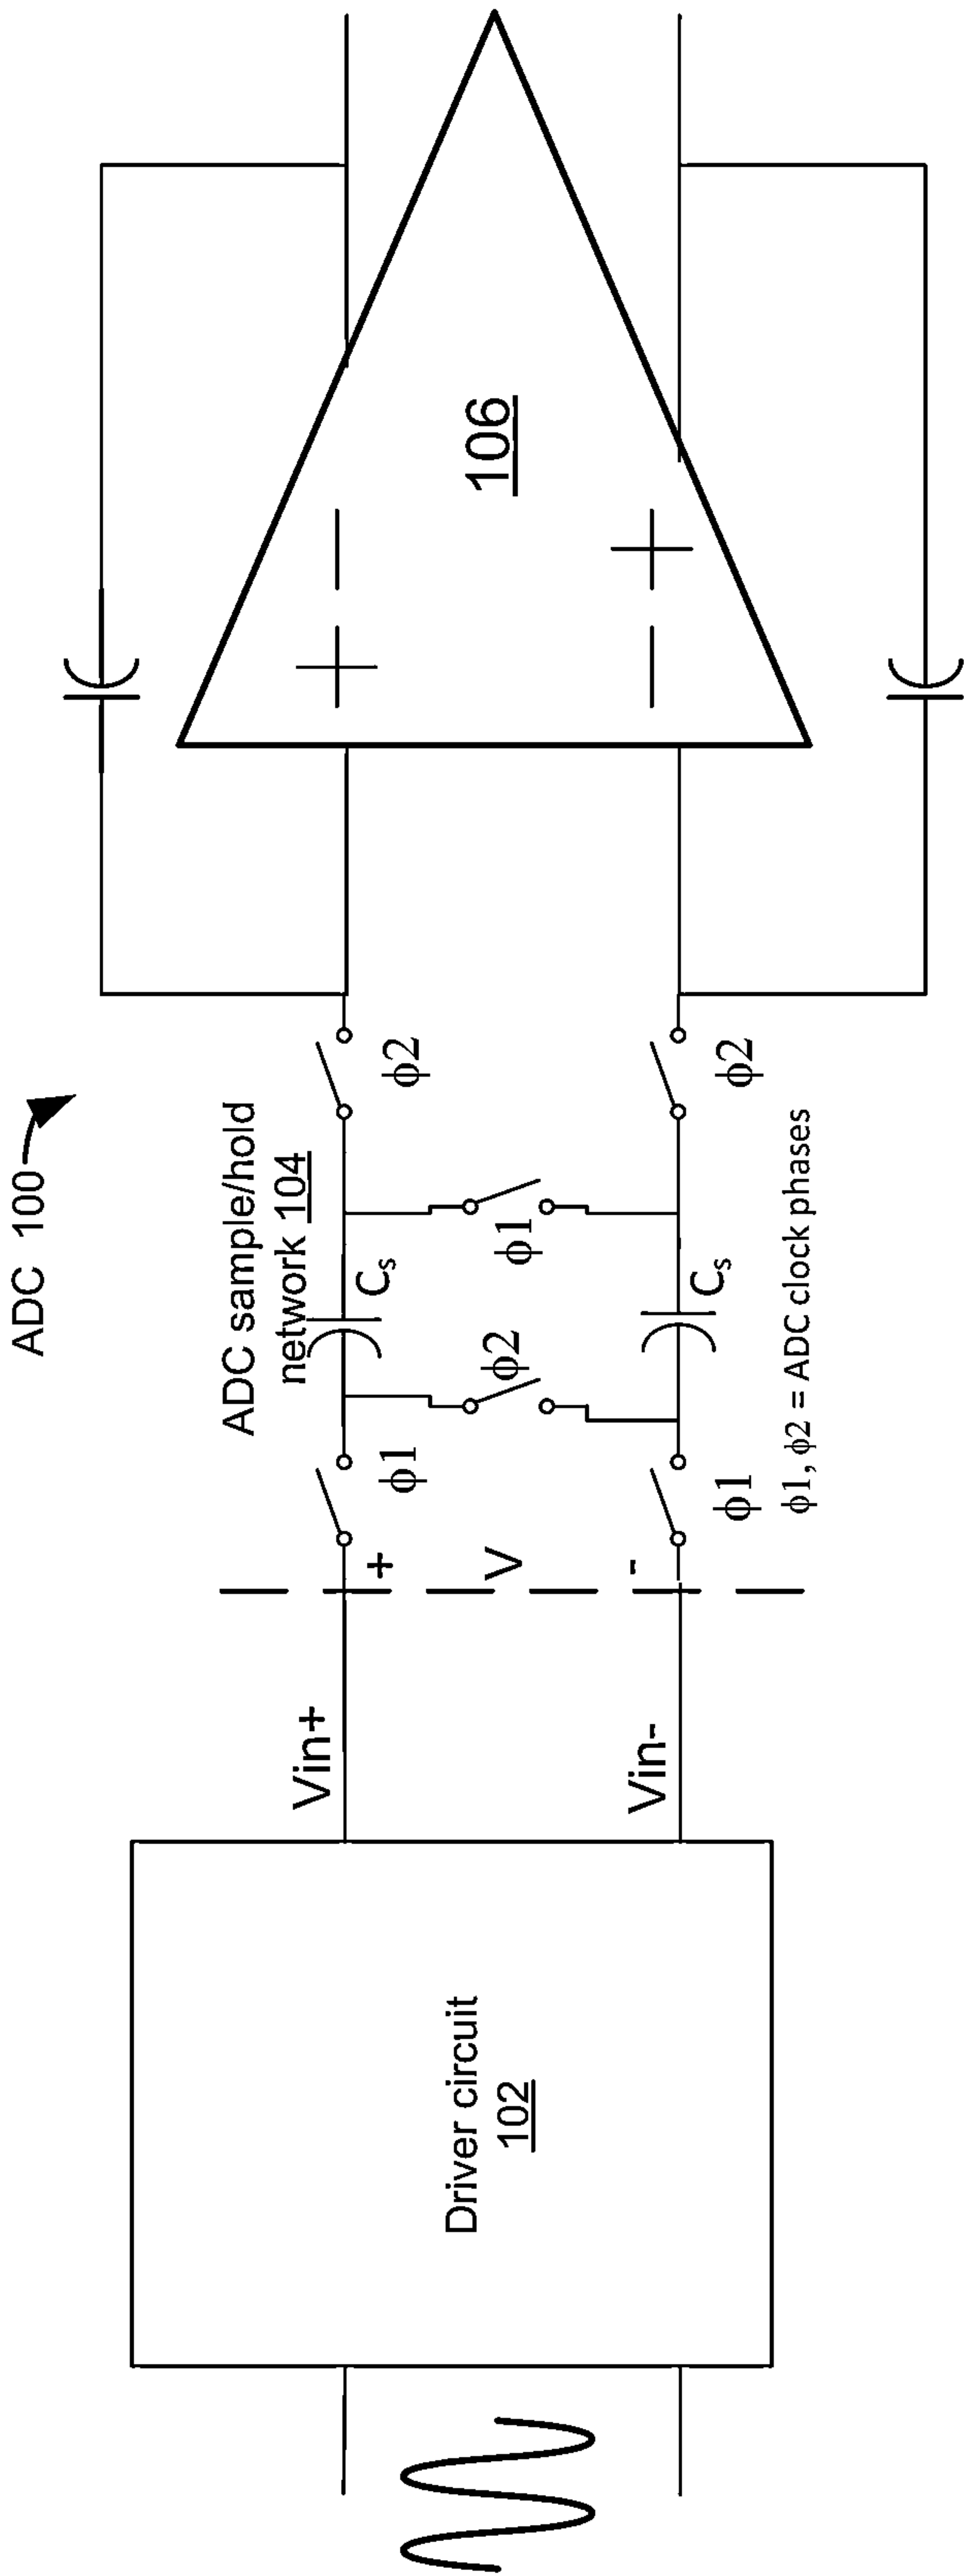 ADC 100
ADC sample/hold
network 104
Vin+
Vin-
+
V
-
ϕ1
ϕ1
ϕ2
ϕ1
Cs
Cs
ϕ2
ϕ2
ϕ1, ϕ2 = ADC clock phases
Driver circuit
102
+ −
− +
106